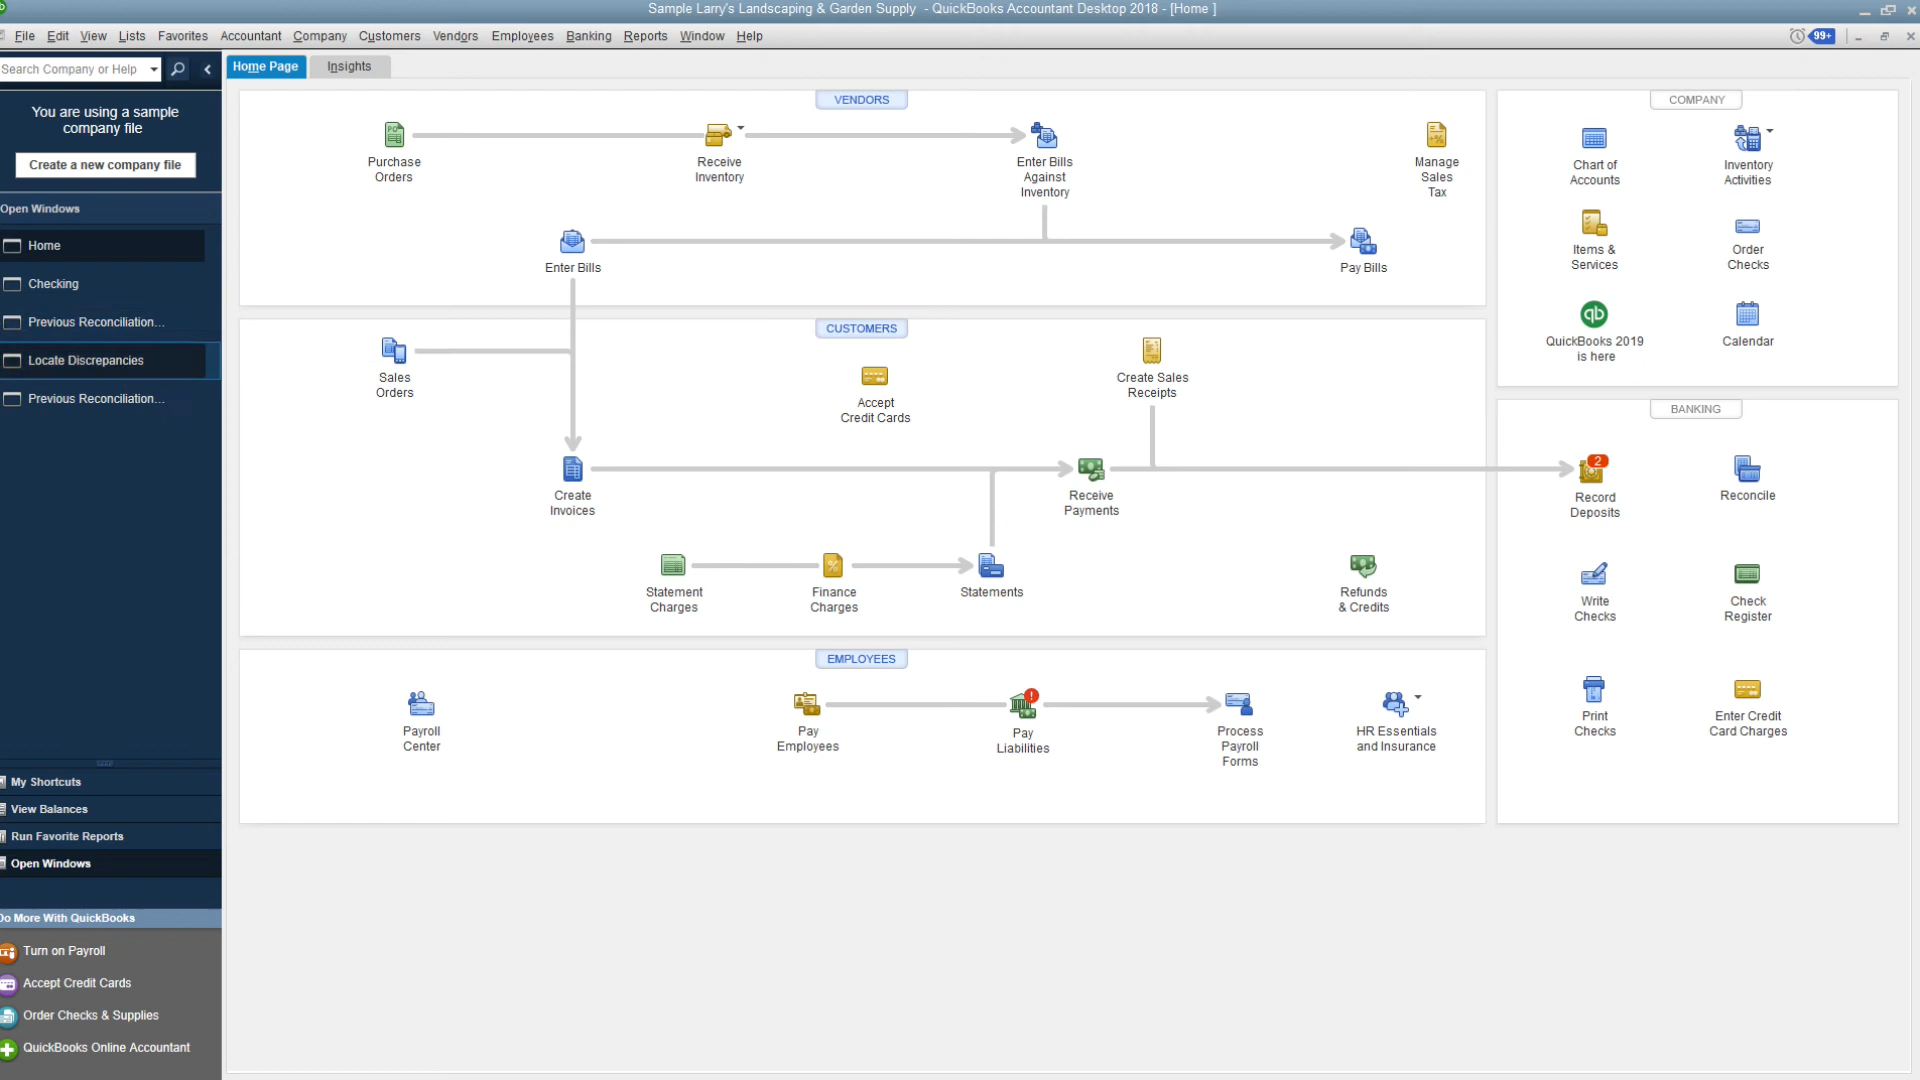 Sample Larry's Landscaping & Garden Supply - QuickBooks Accountant Desktop 2018 - [Home ]
File Edit View Lists Favorites Accountant Company Customers Vendors Employees Banking Reports Window Help
99+
Search Company or Help
Home Page Insights
You are using a sample
company file
Create a new company file
Open Windows
Home
Checking
Previous Reconciliation...
Locate Discrepancies
Previous Reconciliation...
My Shortcuts
View Balances
Run Favorite Reports
Open Windows
Do More With QuickBooks
Turn on Payroll
Accept Credit Cards
Order Checks & Supplies
QuickBooks Online Accountant
VENDORS
Purchase
Orders
Receive
Inventory
Enter Bills
Against
Inventory
Manage
Sales
Tax
Enter Bills
Pay Bills
CUSTOMERS
Sales
Orders
Accept
Credit Cards
Create Sales
Receipts
Create
Invoices
Receive
Payments
Statement
Charges
Finance
Charges
Statements
Refunds
& Credits
EMPLOYEES
Payroll
Center
Pay
Employees
Pay
Liabilities
Process
Payroll
Forms
HR Essentials
and Insurance
COMPANY
Chart of
Accounts
Inventory
Activities
Items &
Services
Order
Checks
qb
QuickBooks 2019
is here
Calendar
BANKING
2
Record
Deposits
Reconcile
Write
Checks
Check
Register
Print
Checks
Enter Credit
Card Charges